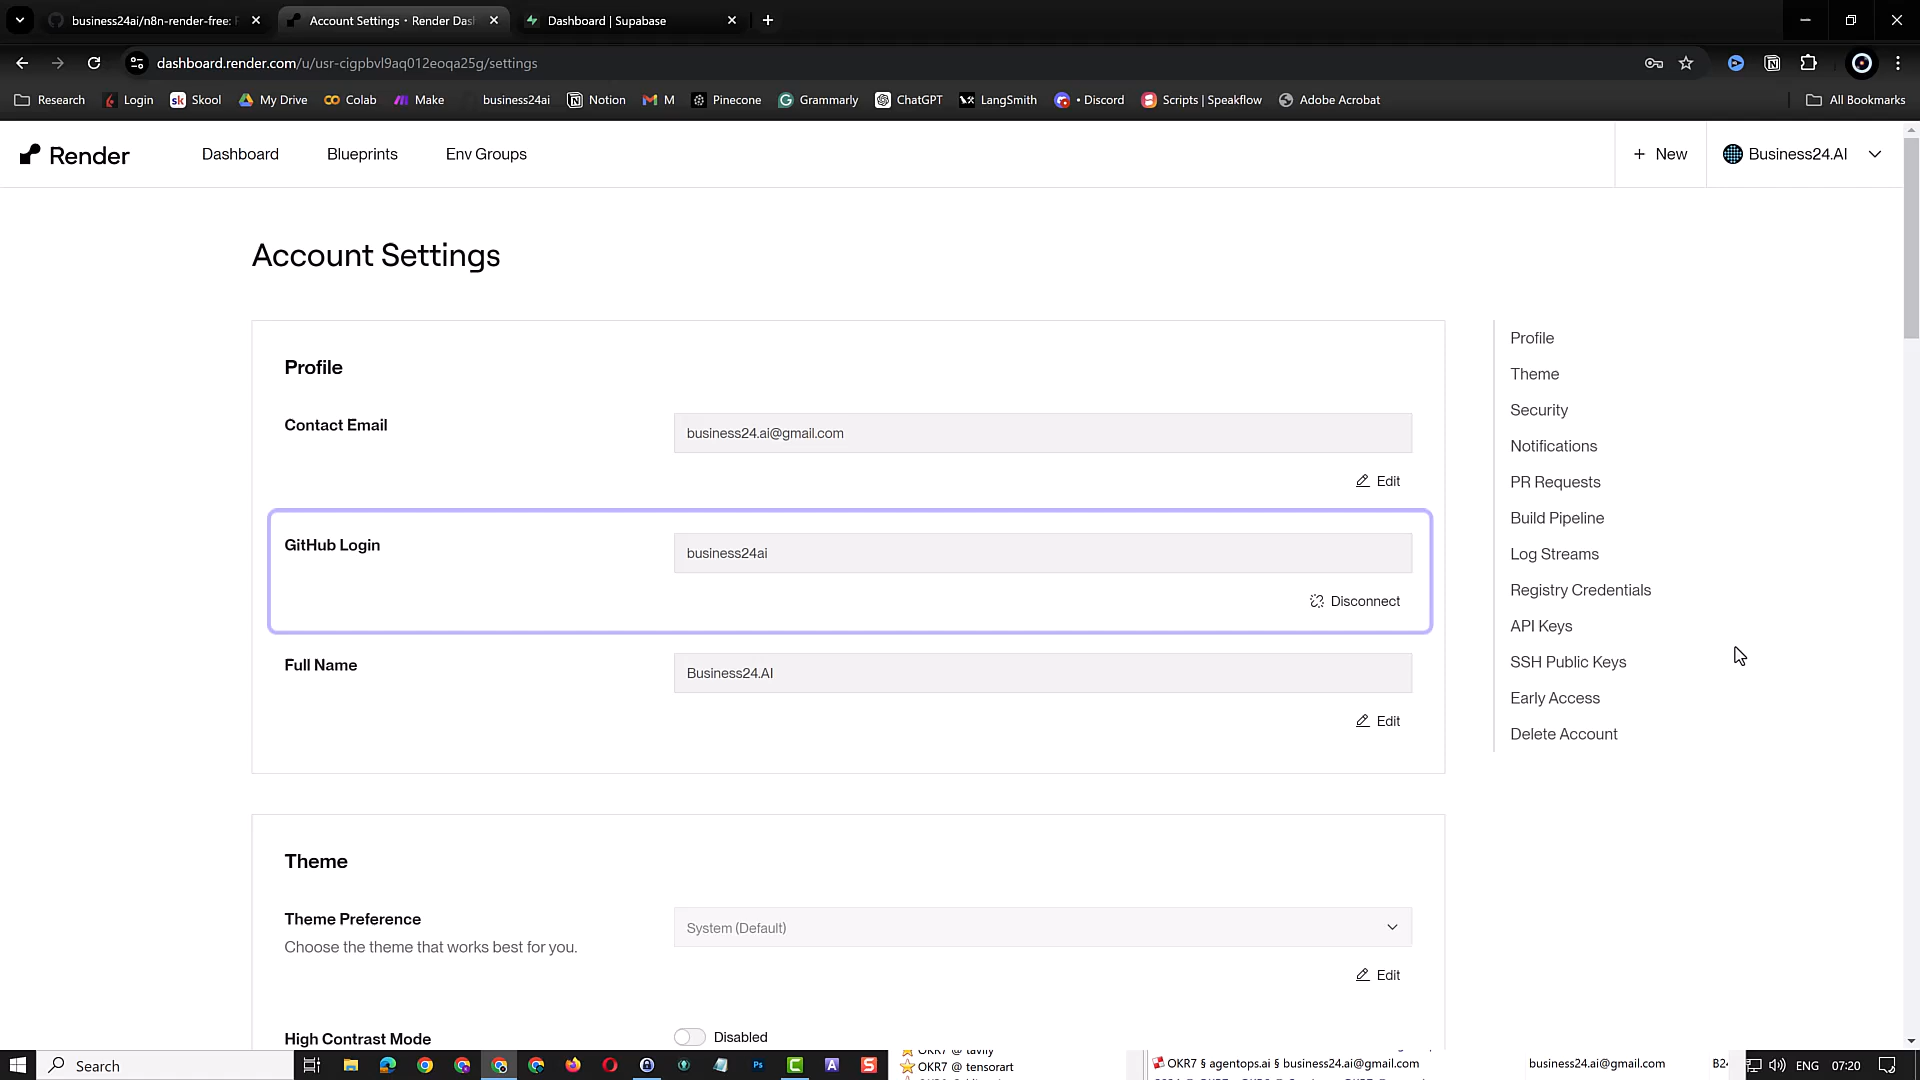 business24ai/n8n-render-free:
Account Settings · Render Das
Dashboard | Supabase
dashboard.render.com/u/usr-cigpbvl9aq012eoqa25g/settings
Research
Login
sk Skool
My Drive
Colab
Make
business24ai
Notion
M
Pinecone
Grammarly
ChatGPT
LangSmith
• Discord
Scripts | Speakflow
Adobe Acrobat
All Bookmarks
Render
Dashboard
Blueprints
Env Groups
+ New
Business24.AI
Account Settings
Profile
Contact Email
business24.ai@gmail.com
Edit
GitHub Login
business24ai
Disconnect
Full Name
Business24.AI
Edit
Theme
Theme Preference
Choose the theme that works best for you.
System (Default)
Edit
High Contrast Mode
Disabled
Profile
Theme
Security
Notifications
PR Requests
Build Pipeline
Log Streams
Registry Credentials
API Keys
SSH Public Keys
Early Access
Delete Account
Search
OKR7 @ tavily
OKR7 @ tensorart
OKR7 § agentops.ai § business24.ai@gmail.com
business24.ai@gmail.com
B24
ENG
07:20